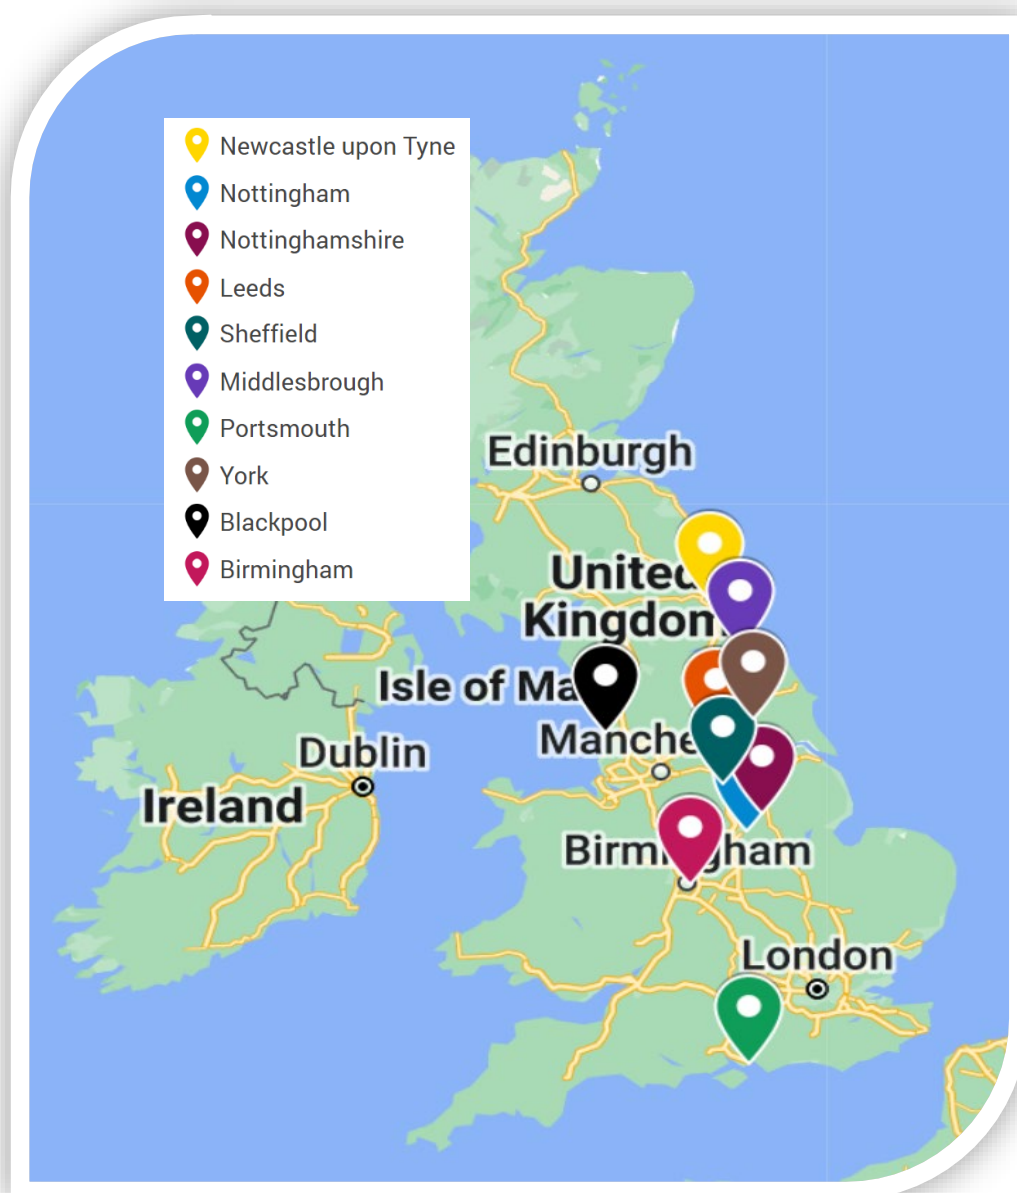 Newcastle upon Tyne
Nottingham
Nottinghamshire
Leeds
Sheffield
Middlesbrough
Portsmouth
York
Blackpool
Birmingham
Edinburgh
United
Kingdom
Isle of Ma
Manche
Dublin
Ireland
Birm gham
London